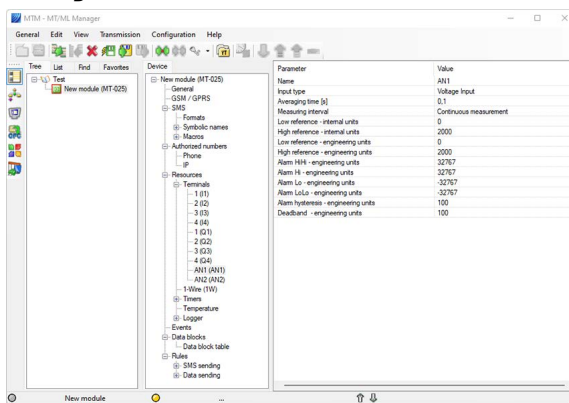 MTM - MT/ML Manager
General Edit View Transmission Configuration Help
Tree List Find Favorites
Test
New module (MT-025)
Device
New module (MT-025)
General
GSM / GPRS
SMS
Formats
Symbolic names
Macros
Authorized numbers
Phone
IP
Resources
Terminals
1 (I1)
2 (I2)
3 (I3)
4 (I4)
1 (Q1)
2 (Q2)
3 (Q3)
4 (Q4)
AN1 (AN1)
AN2 (AN2)
1-Wire (1W)
Timers
Temperature
Logger
Events
Data blocks
Data block table
Rules
SMS sending
Data sending
Parameter Value
Name AN1
Input type Voltage Input
Averaging time [s] 0,1
Measuring interval Continuous measurement
Low reference - internal units 0
High reference - internal units 2000
Low reference - engineering units 0
High reference - engineering units 2000
Alarm HiHi - engineering units 32767
Alarm Hi - engineering units 32767
Alarm Lo - engineering units -32767
Alarm LoLo - engineering units -32767
Alarm hysteresis - engineering units 100
Deadband - engineering units 100
New module ...